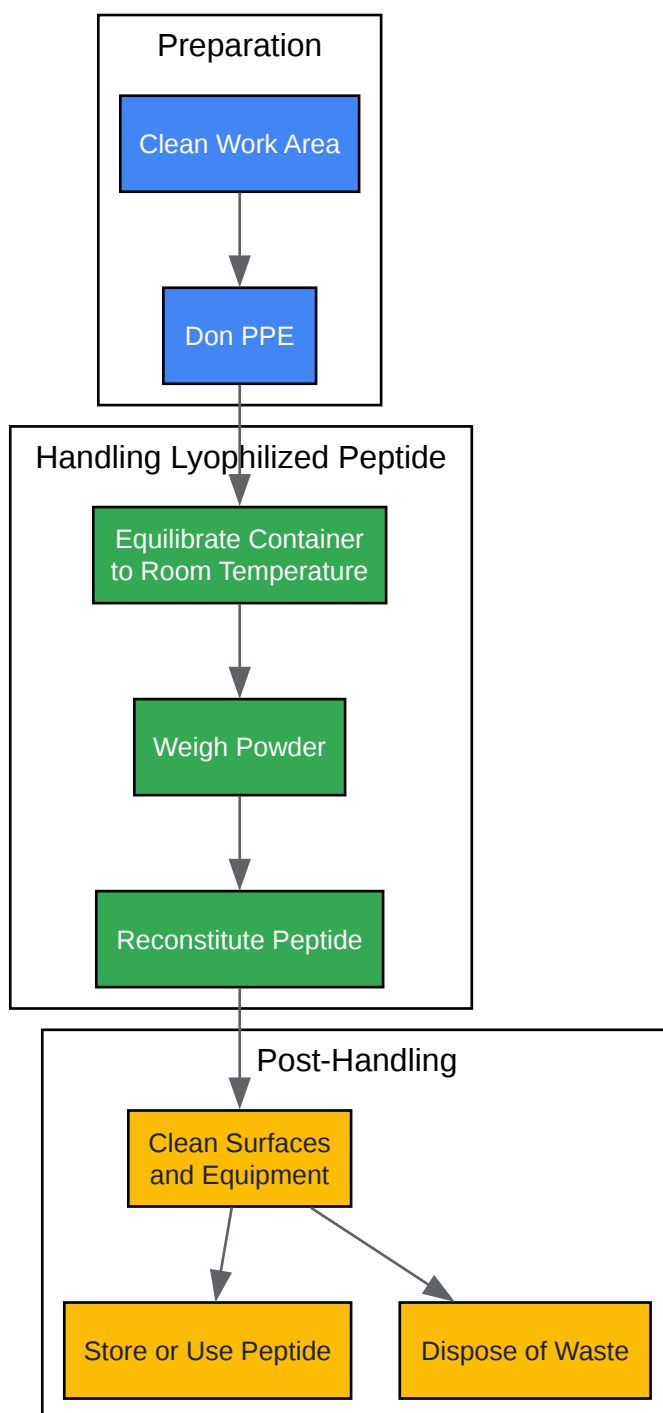 Preparation
Clean Work Area
Don PPE
Handling Lyophilized Peptide
Equilibrate Container
to Room Temperature
Weigh Powder
Reconstitute Peptide
Post-Handling
Clean Surfaces
and Equipment
Store or Use Peptide
Dispose of Waste